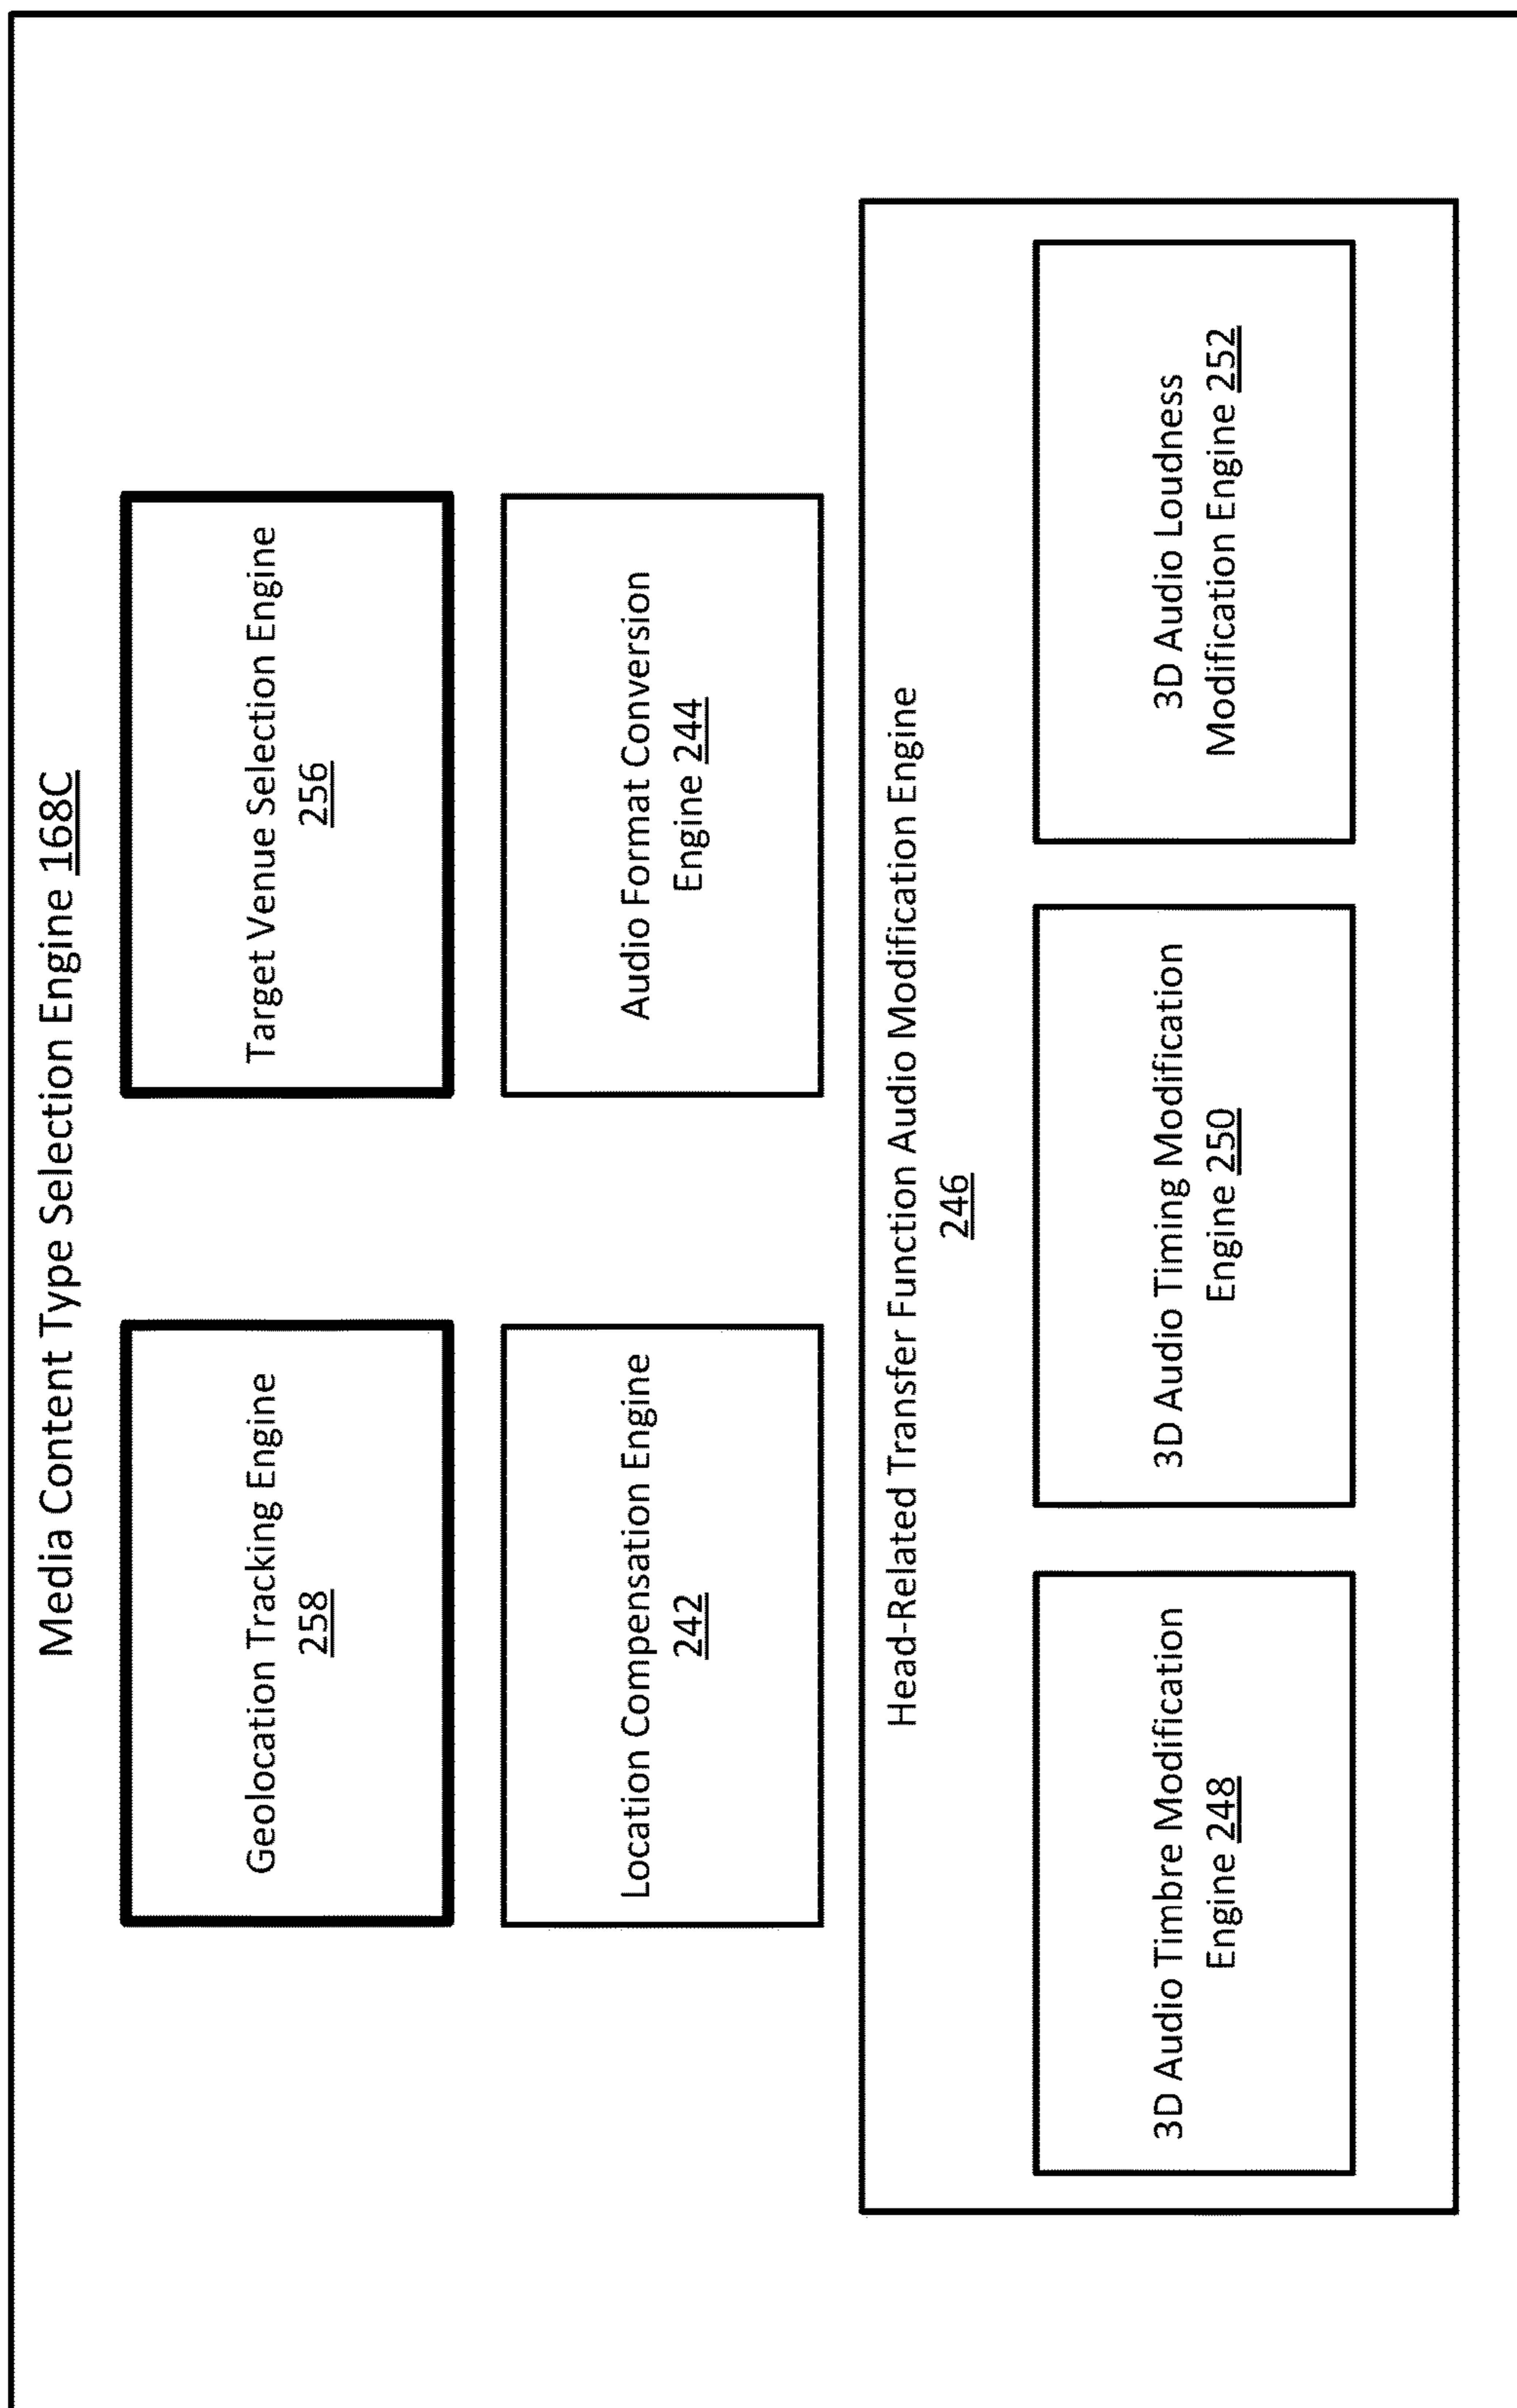 Media Content Type Selection Engine 168C
Geolocation Tracking Engine
258
Target Venue Selection Engine
256
Location Compensation Engine
242
Audio Format Conversion
Engine 244
Head-Related Transfer Function Audio Modification Engine
246
3D Audio Timbre Modification
Engine 248
3D Audio Timing Modification
Engine 250
3D Audio Loudness
Modification Engine 252